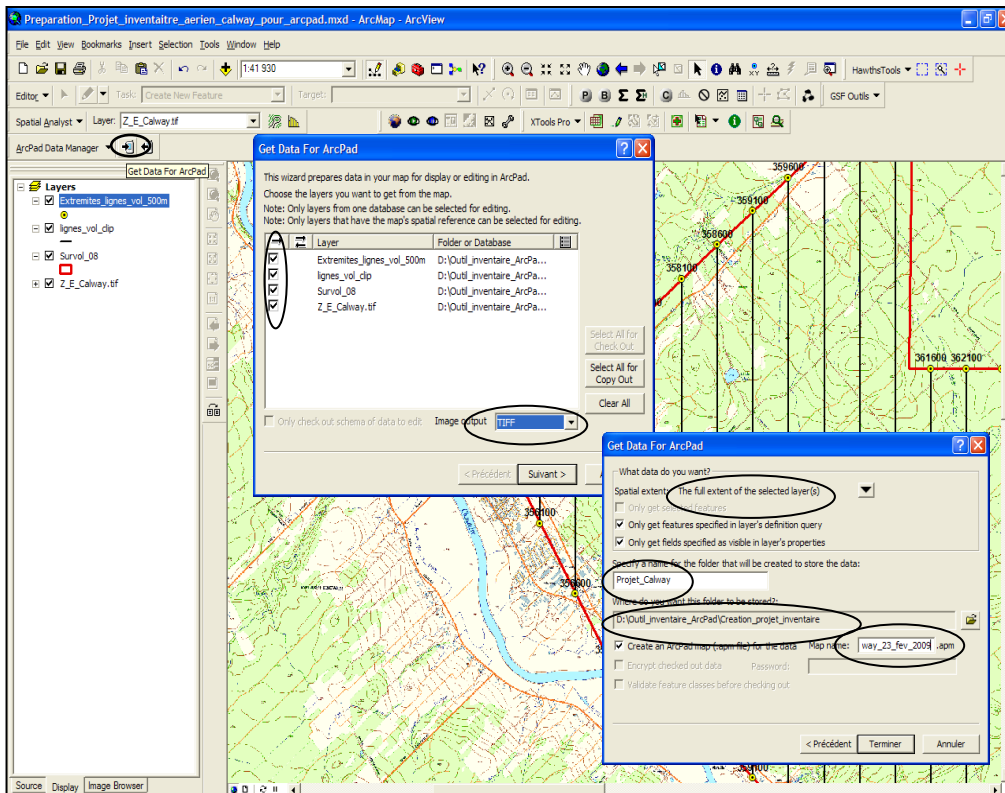 Preparation_Projet_inventaitre_aerien_calway_pour_arcpad.mxd - ArcMap - ArcView
File Edit View Bookmarks Insert Selection Tools Window Help
1:41 930
HawthsTools
Editor Task: Create New Feature Target:
GSF Outils
Spatial Analyst Layer: Z_E_Calway.tif
XTools Pro
ArcPad Data Manager
Get Data For ArcPad
Layers
Extremites_lignes_vol_500m
lignes_vol_clip
Survol_08
Z_E_Calway.tif
Source Display Image Browser
Get Data For ArcPad
This wizard prepares data in your map for display or editing in ArcPad.
Choose the layers you want to get from the map.
Note: Only layers from one database can be selected for editing.
Note: Only layers that have the map's spatial reference can be selected for editing.
Layer Folder or Database
Extremites_lignes_vol_500m D:\Outil_inventaire_ArcPa...
lignes_vol_clip D:\Outil_inventaire_ArcPa...
Survol_08 D:\Outil_inventaire_ArcPa...
Z_E_Calway.tif D:\Outil_inventaire_ArcPa...
Select All for
Check Out
Select All for
Copy Out
Clear All
Only check out schema of data to edit Image output TIFF
< Précédent Suivant > A
359600
359100
358600
358100
361600 362100
356100
355600
Get Data For ArcPad
What data do you want?
Spatial extent: The full extent of the selected layer(s)
Only get selected features
Only get features specified in layer's definition query
Only get fields specified as visible in layer's properties
Specify a name for the folder that will be created to store the data:
Projet_Calway
Where do you want this folder to be stored?:
D:\Outil_inventaire_ArcPad\Creation_projet_inventaire
Create an ArcPad map (.apm file) for the data Map name: way_23_fev_2009 .apm
Encrypt checked out data Password:
Validate feature classes before checking out
< Précédent Terminer Annuler
359100